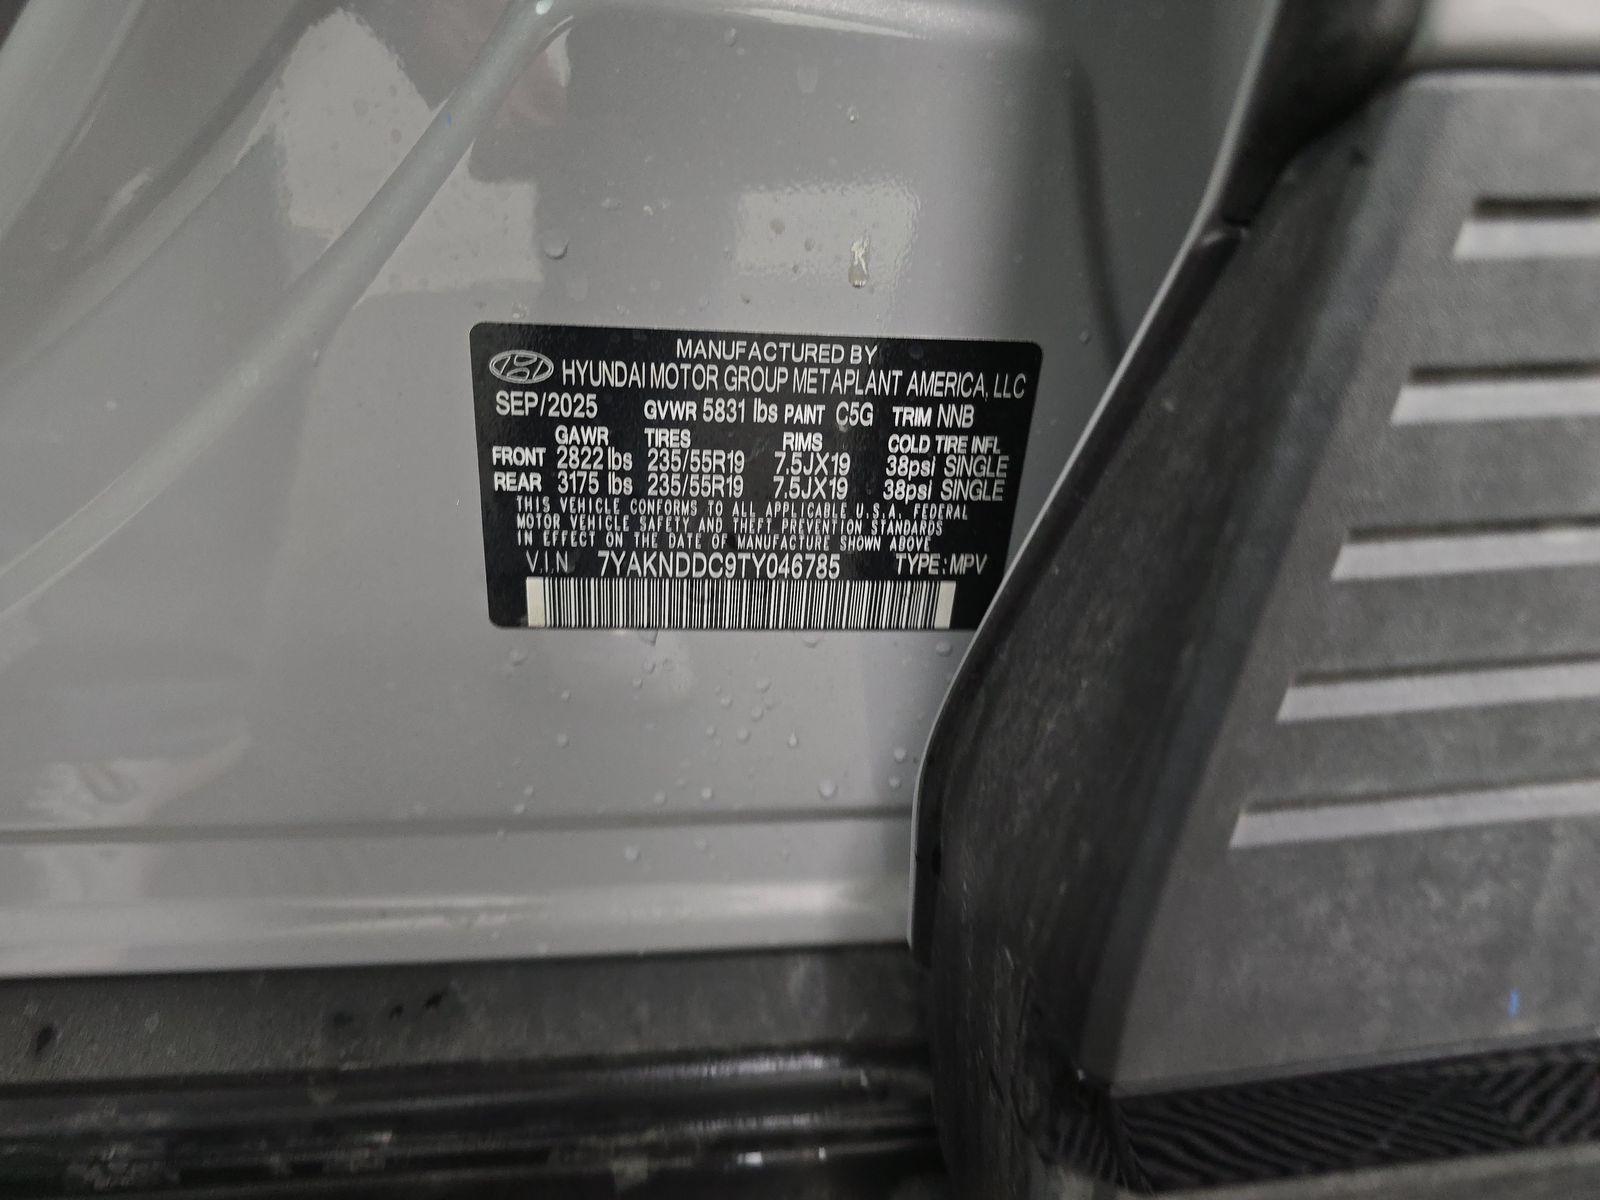 MANUFACTURED BY
HYUNDAI MOTOR GROUP METAPLANT AMERICA, LLC
SEP/2025 GVWR 5831 lbs PAINT C5G TRIM NNB
GAWR TIRES RIMS COLD TIRE INFL
FRONT 2822 lbs 235/55R19 7.5JX19 38psi SINGLE
REAR 3175 lbs 235/55R19 7.5JX19 38psi SINGLE
THIS VEHICLE CONFORMS TO ALL APPLICABLE U.S.A. FEDERAL
MOTOR VEHICLE SAFETY AND THEFT PREVENTION STANDARDS
IN EFFECT ON THE DATE OF MANUFACTURE SHOWN ABOVE
V.I.N. 7YAKNDDC9TY046785 TYPE:MPV